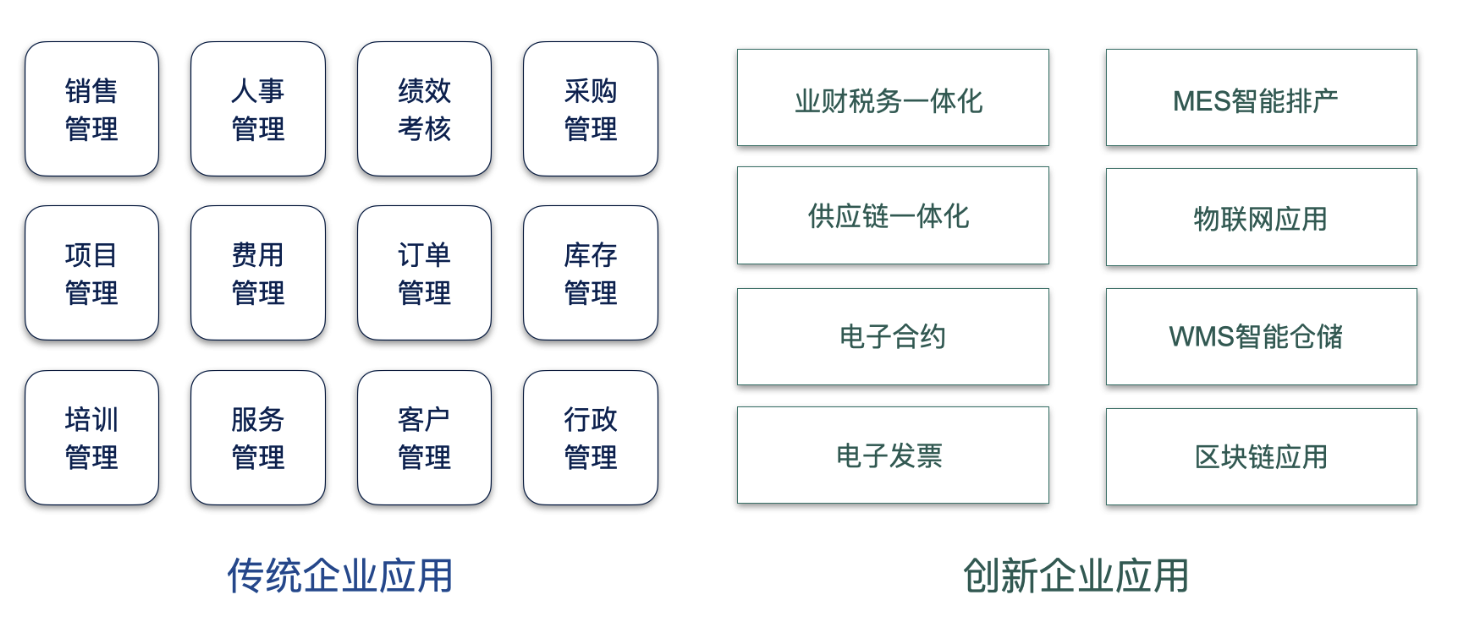 销售
管理
人事
管理
绩效
考核
采购
管理
项目
管理
费用
管理
订单
管理
库存
管理
培训
管理
服务
管理
客户
管理
行政
管理
传统企业应用
业财税务一体化
MES智能排产
供应链一体化
物联网应用
电子合约
WMS智能仓储
电子发票
区块链应用
创新企业应用